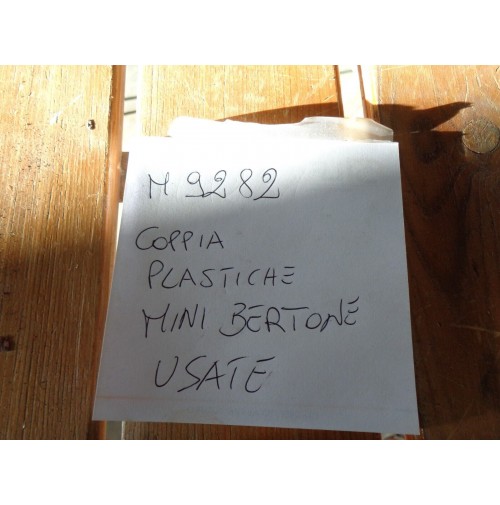 M 9282
COPPIA
PLASTICHE
MINI BERTONE
USATE